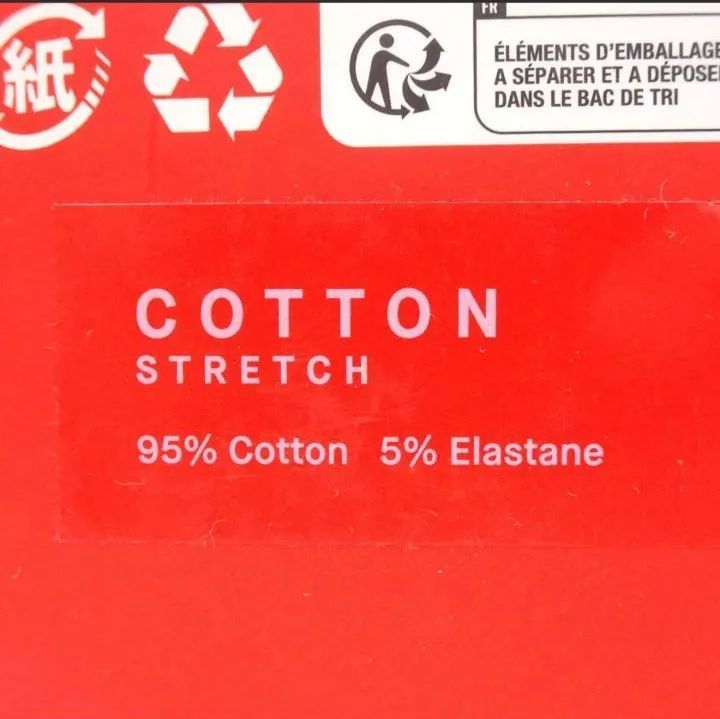 紙
FR
ÉLÉMENTS D'EMBALLAGE
A SÉPARER ET A DÉPOSER
DANS LE BAC DE TRI
COTTON
STRETCH
95% Cotton 5% Elastane